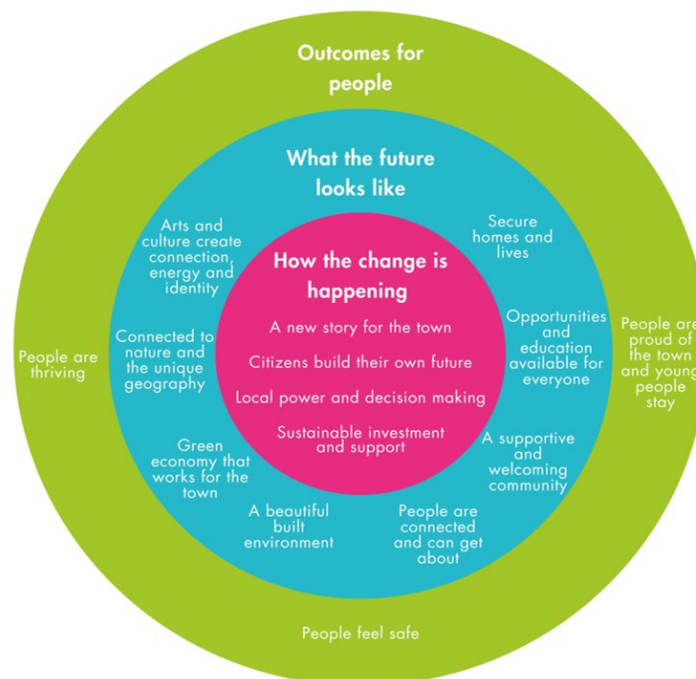 Outcomes for
people
What the future
looks like
Arts and
culture create
connection,
energy and
identity
Secure
homes and
lives
How the change is
happening
A new story for the town
Citizens build their own future
Local power and decision making
Sustainable investment
and support
Connected to
nature and
the unique
geography
Opportunities
and
education
available for
everyone
People are
thriving
People are
proud of
the town
and young
people
stay
Green
economy that
works for the
town
A supportive
and
welcoming
community
A beautiful
built
environment
People are
connected
and can get
about
People feel safe